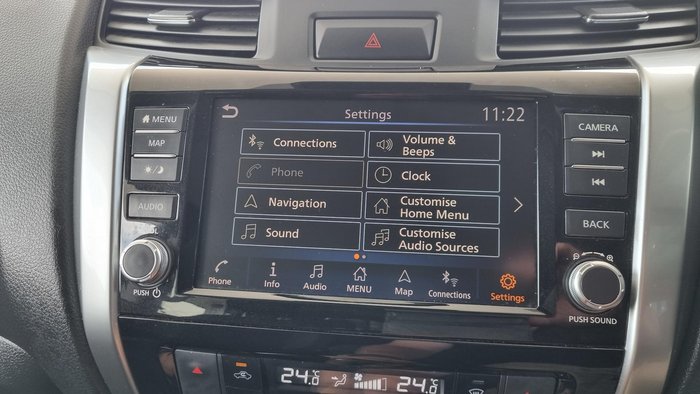 Settings 11:22
MENU
MAP
AUDIO
VOL
PUSH
Connections
Volume &
Beeps
Phone
Clock
Navigation
Customise
Home Menu
Sound
Customise
Audio Sources
Phone
Info
Audio
MENU
Map
Connections
Settings
CAMERA
BACK
PUSH SOUND
24.0°C
24.0°C